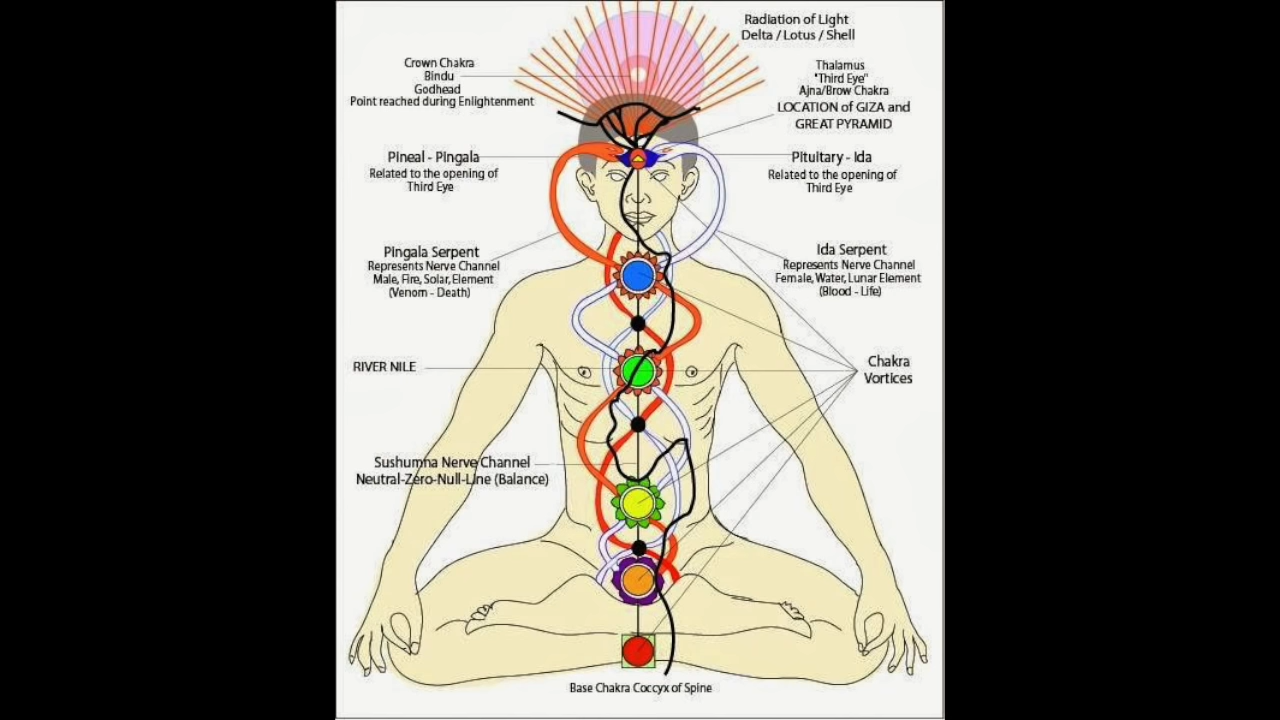 Radiation of Light
Delta / Lotus / Shell
Crown Chakra
Bindu
Godhead
Point reached during Enlightenment
Thalamus
"Third Eye"
Ajna/Brow Chakra
LOCATION of GIZA and
GREAT PYRAMID
Pineal - Pingala
Related to the opening of
Third Eye
Pituitary - Ida
Related to the opening of
Third Eye
Pingala Serpent
Represents Nerve Channel
Male, Fire, Solar, Element
(Venom - Death)
Ida Serpent
Represents Nerve Channel
Female, Water, Lunar Element
(Blood - Life)
RIVER NILE
Chakra
Vortices
Sushumna Nerve Channel
Neutral-Zero-Null-Line (Balance)
Base Chakra Coccyx of Spine